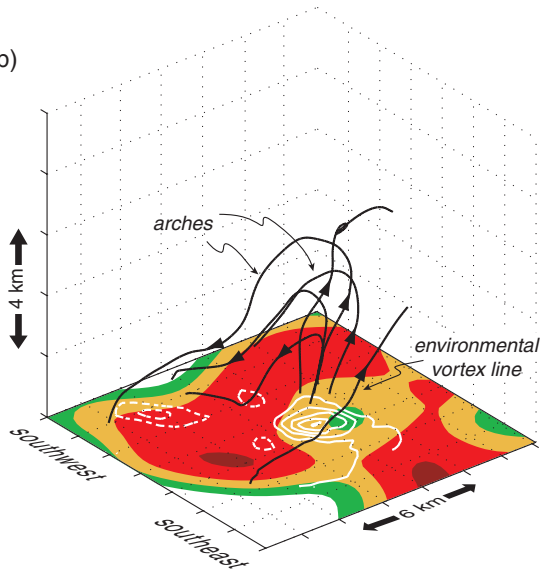 b)
arches
4 km
environmental
vortex line
southwest
southeast
6 km